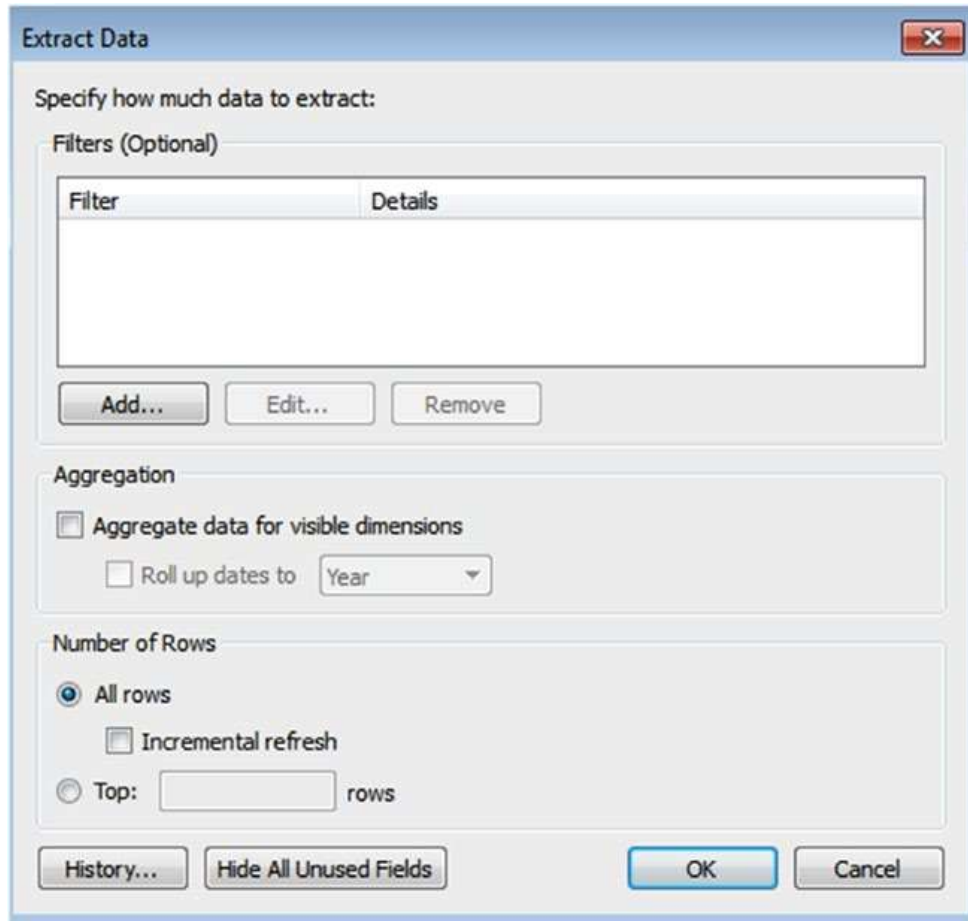 Extract Data
Specify how much data to extract:
Filters (Optional)
Filter Details
Add... Edit... Remove
Aggregation
Aggregate data for visible dimensions
Roll up dates to Year
Number of Rows
All rows
Incremental refresh
Top: rows
History... Hide All Unused Fields OK Cancel